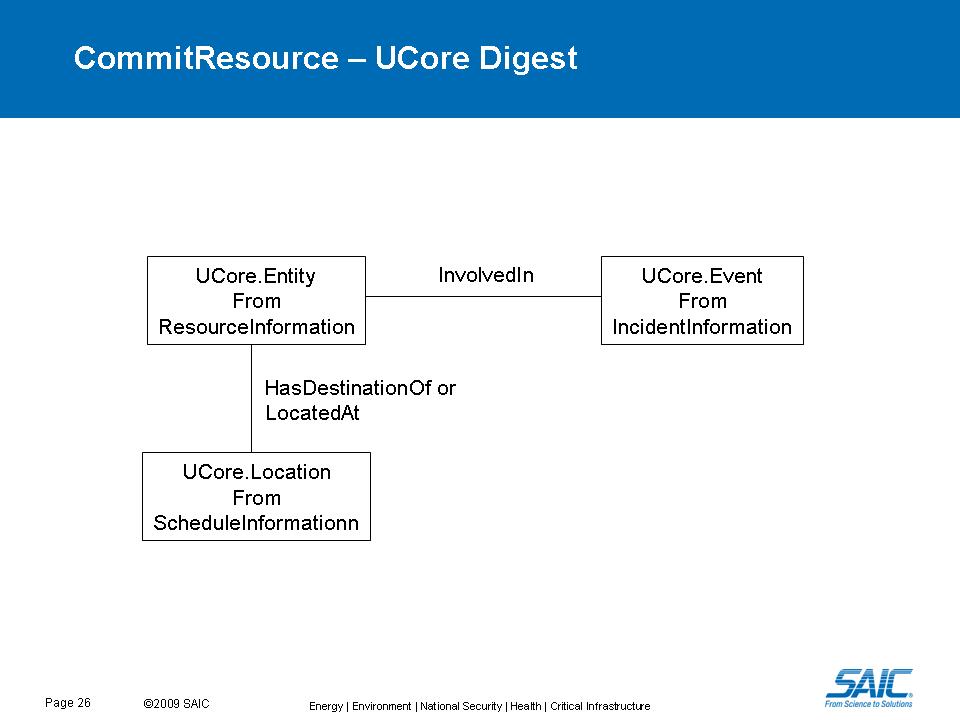 CommitResource – UCore Digest
UCore.Entity
From
ResourceInformation
InvolvedIn
UCore.Event
From
IncidentInformation
HasDestinationOf or
LocatedAt
UCore.Location
From
ScheduleInformationn
Page 26
©2009 SAIC
Energy | Environment | National Security | Health | Critical Infrastructure
SAIC®
From Science to Solutions